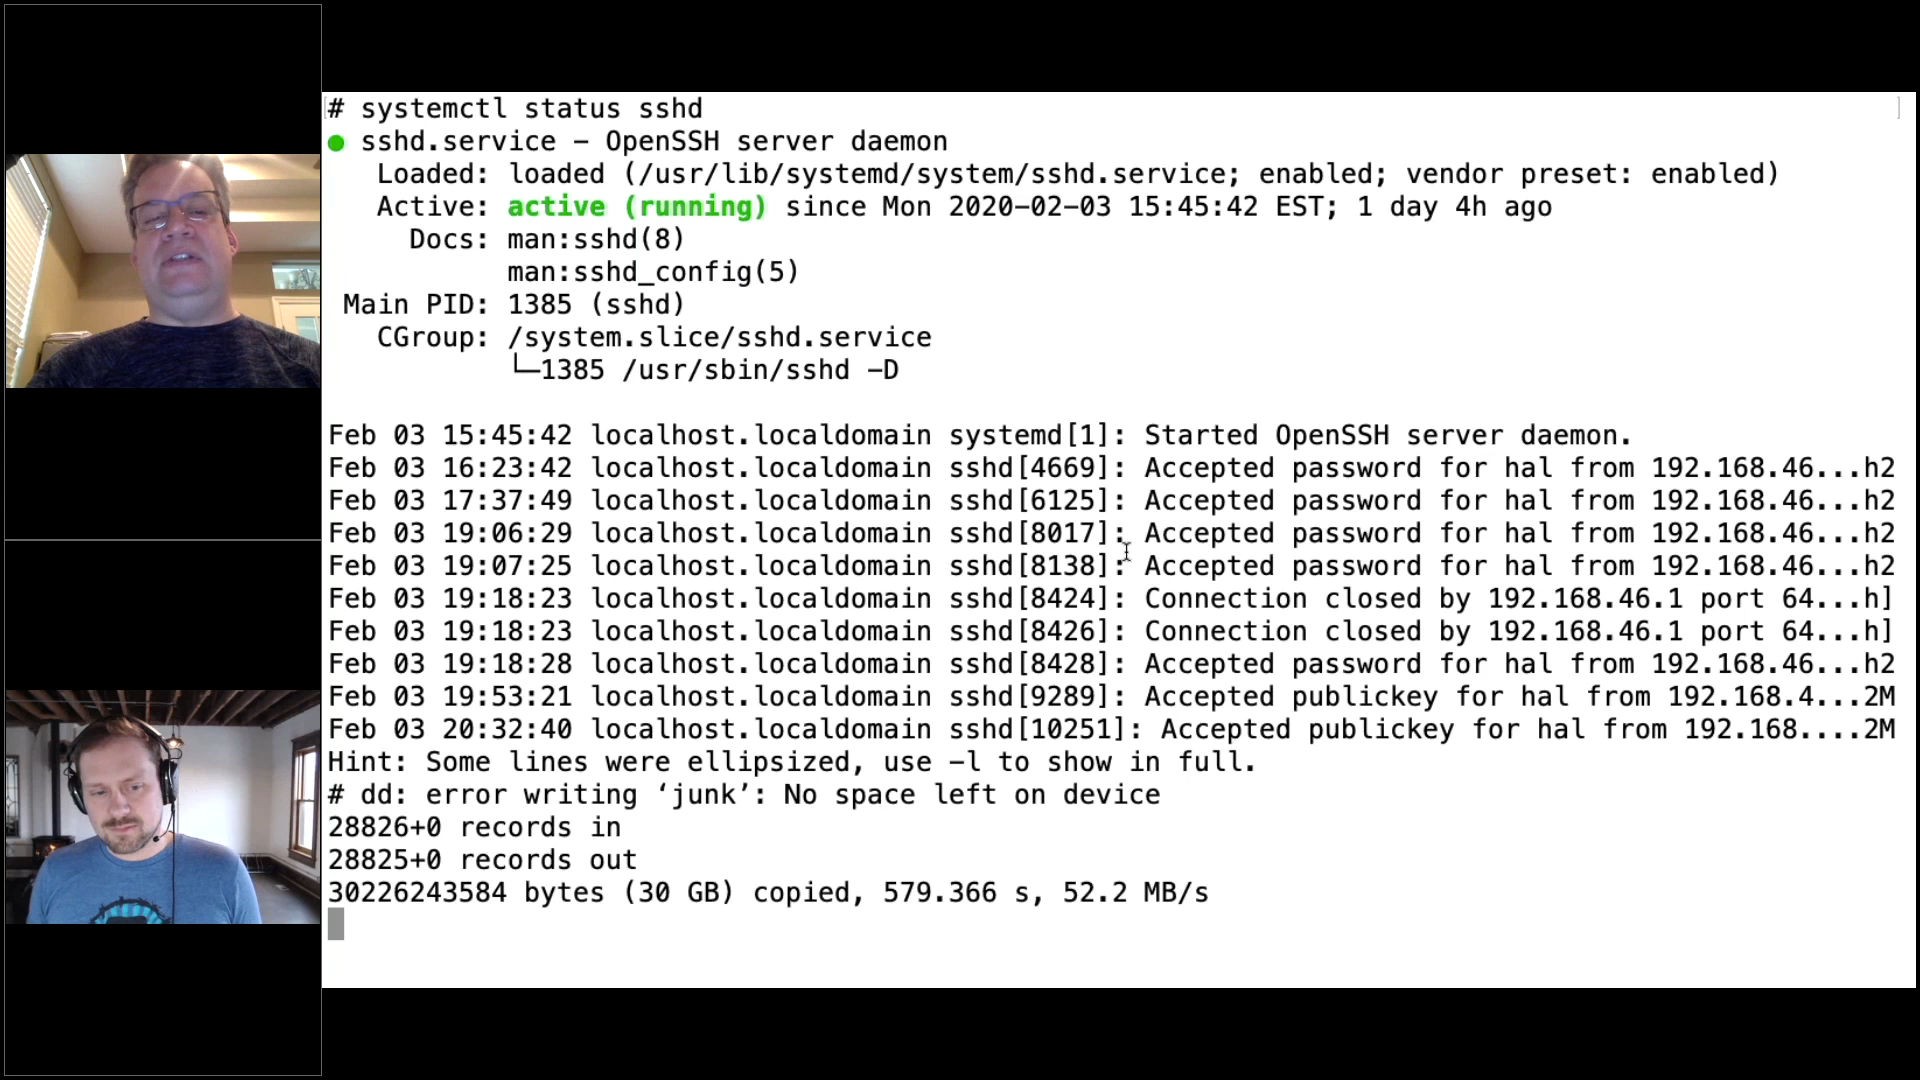 # systemctl status sshd
● sshd.service – OpenSSH server daemon
   Loaded: loaded (/usr/lib/systemd/system/sshd.service; enabled; vendor preset: enabled)
   Active: active (running) since Mon 2020–02–03 15:45:42 EST; 1 day 4h ago
     Docs: man:sshd(8)
           man:sshd_config(5)
 Main PID: 1385 (sshd)
   CGroup: /system.slice/sshd.service
           └─1385 /usr/sbin/sshd –D
Feb 03 15:45:42 localhost.localdomain systemd[1]: Started OpenSSH server daemon.
Feb 03 16:23:42 localhost.localdomain sshd[4669]: Accepted password for hal from 192.168.46...h2
Feb 03 17:37:49 localhost.localdomain sshd[6125]: Accepted password for hal from 192.168.46...h2
Feb 03 19:06:29 localhost.localdomain sshd[8017]: Accepted password for hal from 192.168.46...h2
Feb 03 19:07:25 localhost.localdomain sshd[8138]: Accepted password for hal from 192.168.46...h2
Feb 03 19:18:23 localhost.localdomain sshd[8424]: Connection closed by 192.168.46.1 port 64...h]
Feb 03 19:18:23 localhost.localdomain sshd[8426]: Connection closed by 192.168.46.1 port 64...h]
Feb 03 19:18:28 localhost.localdomain sshd[8428]: Accepted password for hal from 192.168.46...h2
Feb 03 19:53:21 localhost.localdomain sshd[9289]: Accepted publickey for hal from 192.168.4...2M
Feb 03 20:32:40 localhost.localdomain sshd[10251]: Accepted publickey for hal from 192.168....2M
Hint: Some lines were ellipsized, use –l to show in full.
# dd: error writing ‘junk’: No space left on device
28826+0 records in
28825+0 records out
30226243584 bytes (30 GB) copied, 579.366 s, 52.2 MB/s